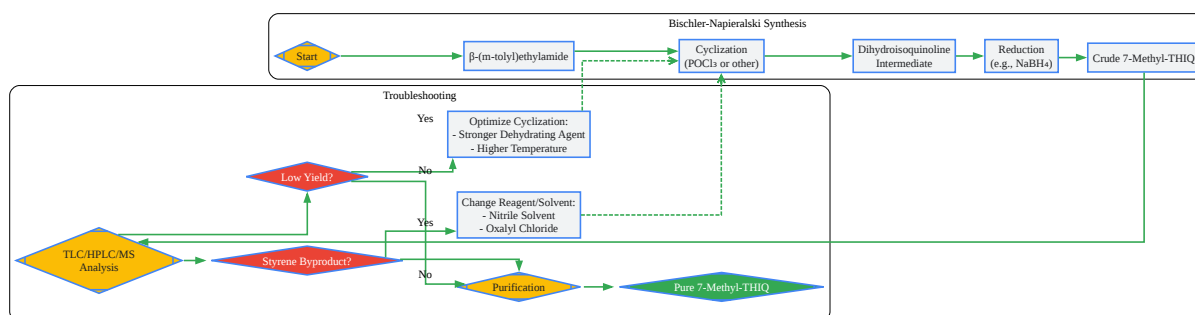 Bischler-Napieralski Synthesis
Start
β-(m-tolyl)ethylamide
Cyclization
(POCl₃ or other)
Dihydroisoquinoline
Intermediate
Reduction
(e.g., NaBH₄)
Crude 7-Methyl-THIQ
Troubleshooting
Yes
Optimize Cyclization:
- Stronger Dehydrating Agent
- Higher Temperature
No
Low Yield?
Change Reagent/Solvent:
- Nitrile Solvent
- Oxalyl Chloride
Yes
TLC/HPLC/MS
Analysis
Styrene Byproduct?
No
Purification
Pure 7-Methyl-THIQ